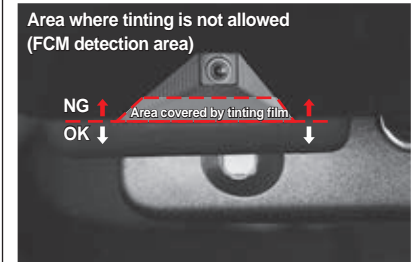 Area where tinting is not allowed
(FCM detection area)
NG
Area covered by tinting film
OK